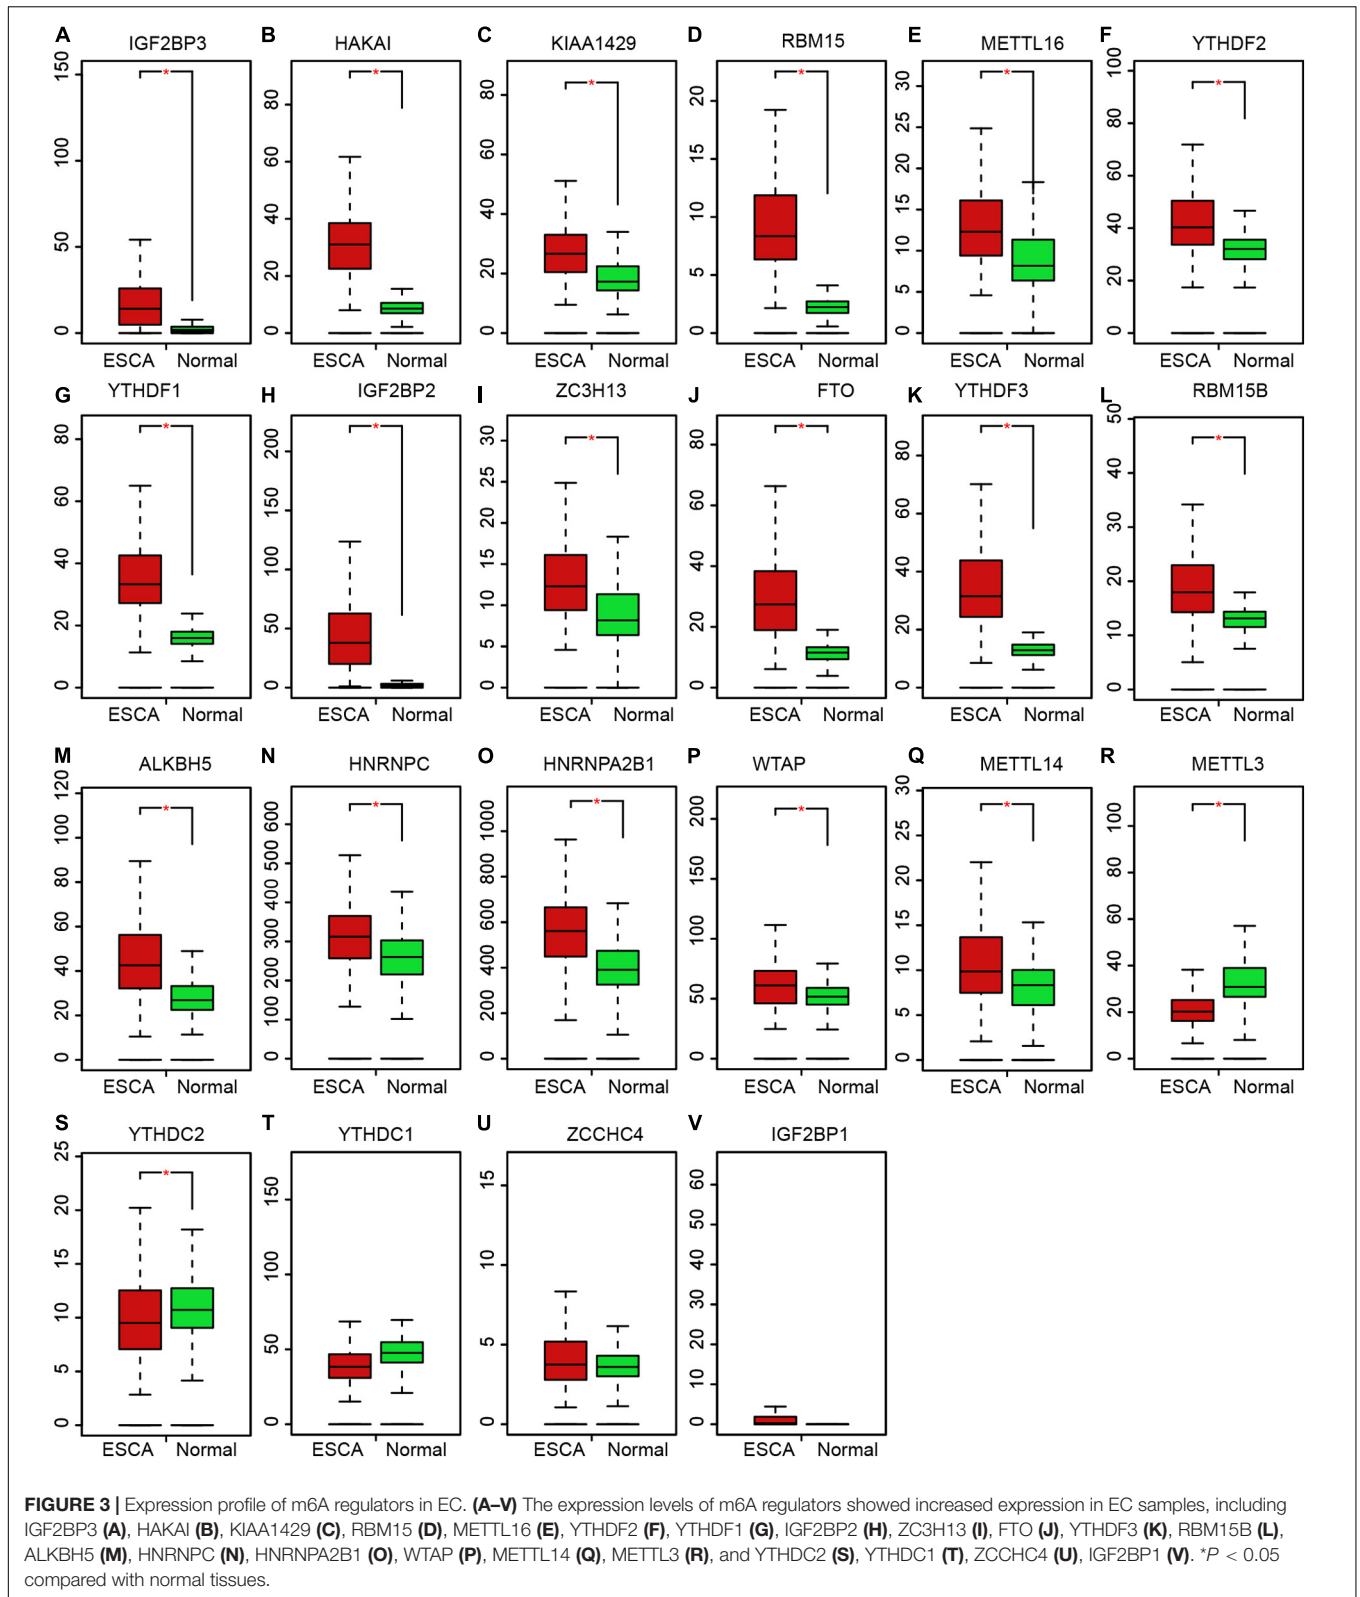 A IGF2BP3 B HAKAI C KIAA1429 D RBM15 E METTL16 F YTHDF2
0 50 100 150
ESCA Normal
0 20 40 60 80
ESCA Normal
0 20 40 60 80
ESCA Normal
0 5 10 15 20
ESCA Normal
0 5 10 15 20 25 30
ESCA Normal
0 20 40 60 80 100
ESCA Normal
* * * * * *
G YTHDF1 H IGF2BP2 I ZC3H13 J FTO K YTHDF3 L RBM15B
0 20 40 60 80
ESCA Normal
0 50 100 150 200
ESCA Normal
0 5 10 15 20 25 30
ESCA Normal
0 20 40 60 80
ESCA Normal
0 20 40 60 80
ESCA Normal
0 10 20 30 40 50
ESCA Normal
* * * * * *
M ALKBH5 N HNRNPC O HNRNPA2B1 P WTAP Q METTL14 R METTL3
0 20 40 60 80 100 120
ESCA Normal
0 100 200 300 400 500 600
ESCA Normal
0 200 400 600 800 1000
ESCA Normal
0 50 100 150 200
ESCA Normal
0 5 10 15 20 25 30
ESCA Normal
0 20 40 60 80 100
ESCA Normal
* * * * * *
S YTHDC2 T YTHDC1 U ZCCHC4 V IGF2BP1
0 5 10 15 20 25
ESCA Normal
0 50 100 150
ESCA Normal
0 5 10 15
ESCA Normal
0 10 20 30 40 50 60
ESCA Normal
*
FIGURE 3 | Expression profile of m6A regulators in EC. (A–V) The expression levels of m6A regulators showed increased expression in EC samples, including
IGF2BP3 (A), HAKAI (B), KIAA1429 (C), RBM15 (D), METTL16 (E), YTHDF2 (F), YTHDF1 (G), IGF2BP2 (H), ZC3H13 (I), FTO (J), YTHDF3 (K), RBM15B (L),
ALKBH5 (M), HNRNPC (N), HNRNPA2B1 (O), WTAP (P), METTL14 (Q), METTL3 (R), and YTHDC2 (S), YTHDC1 (T), ZCCHC4 (U), IGF2BP1 (V). *P < 0.05
compared with normal tissues.